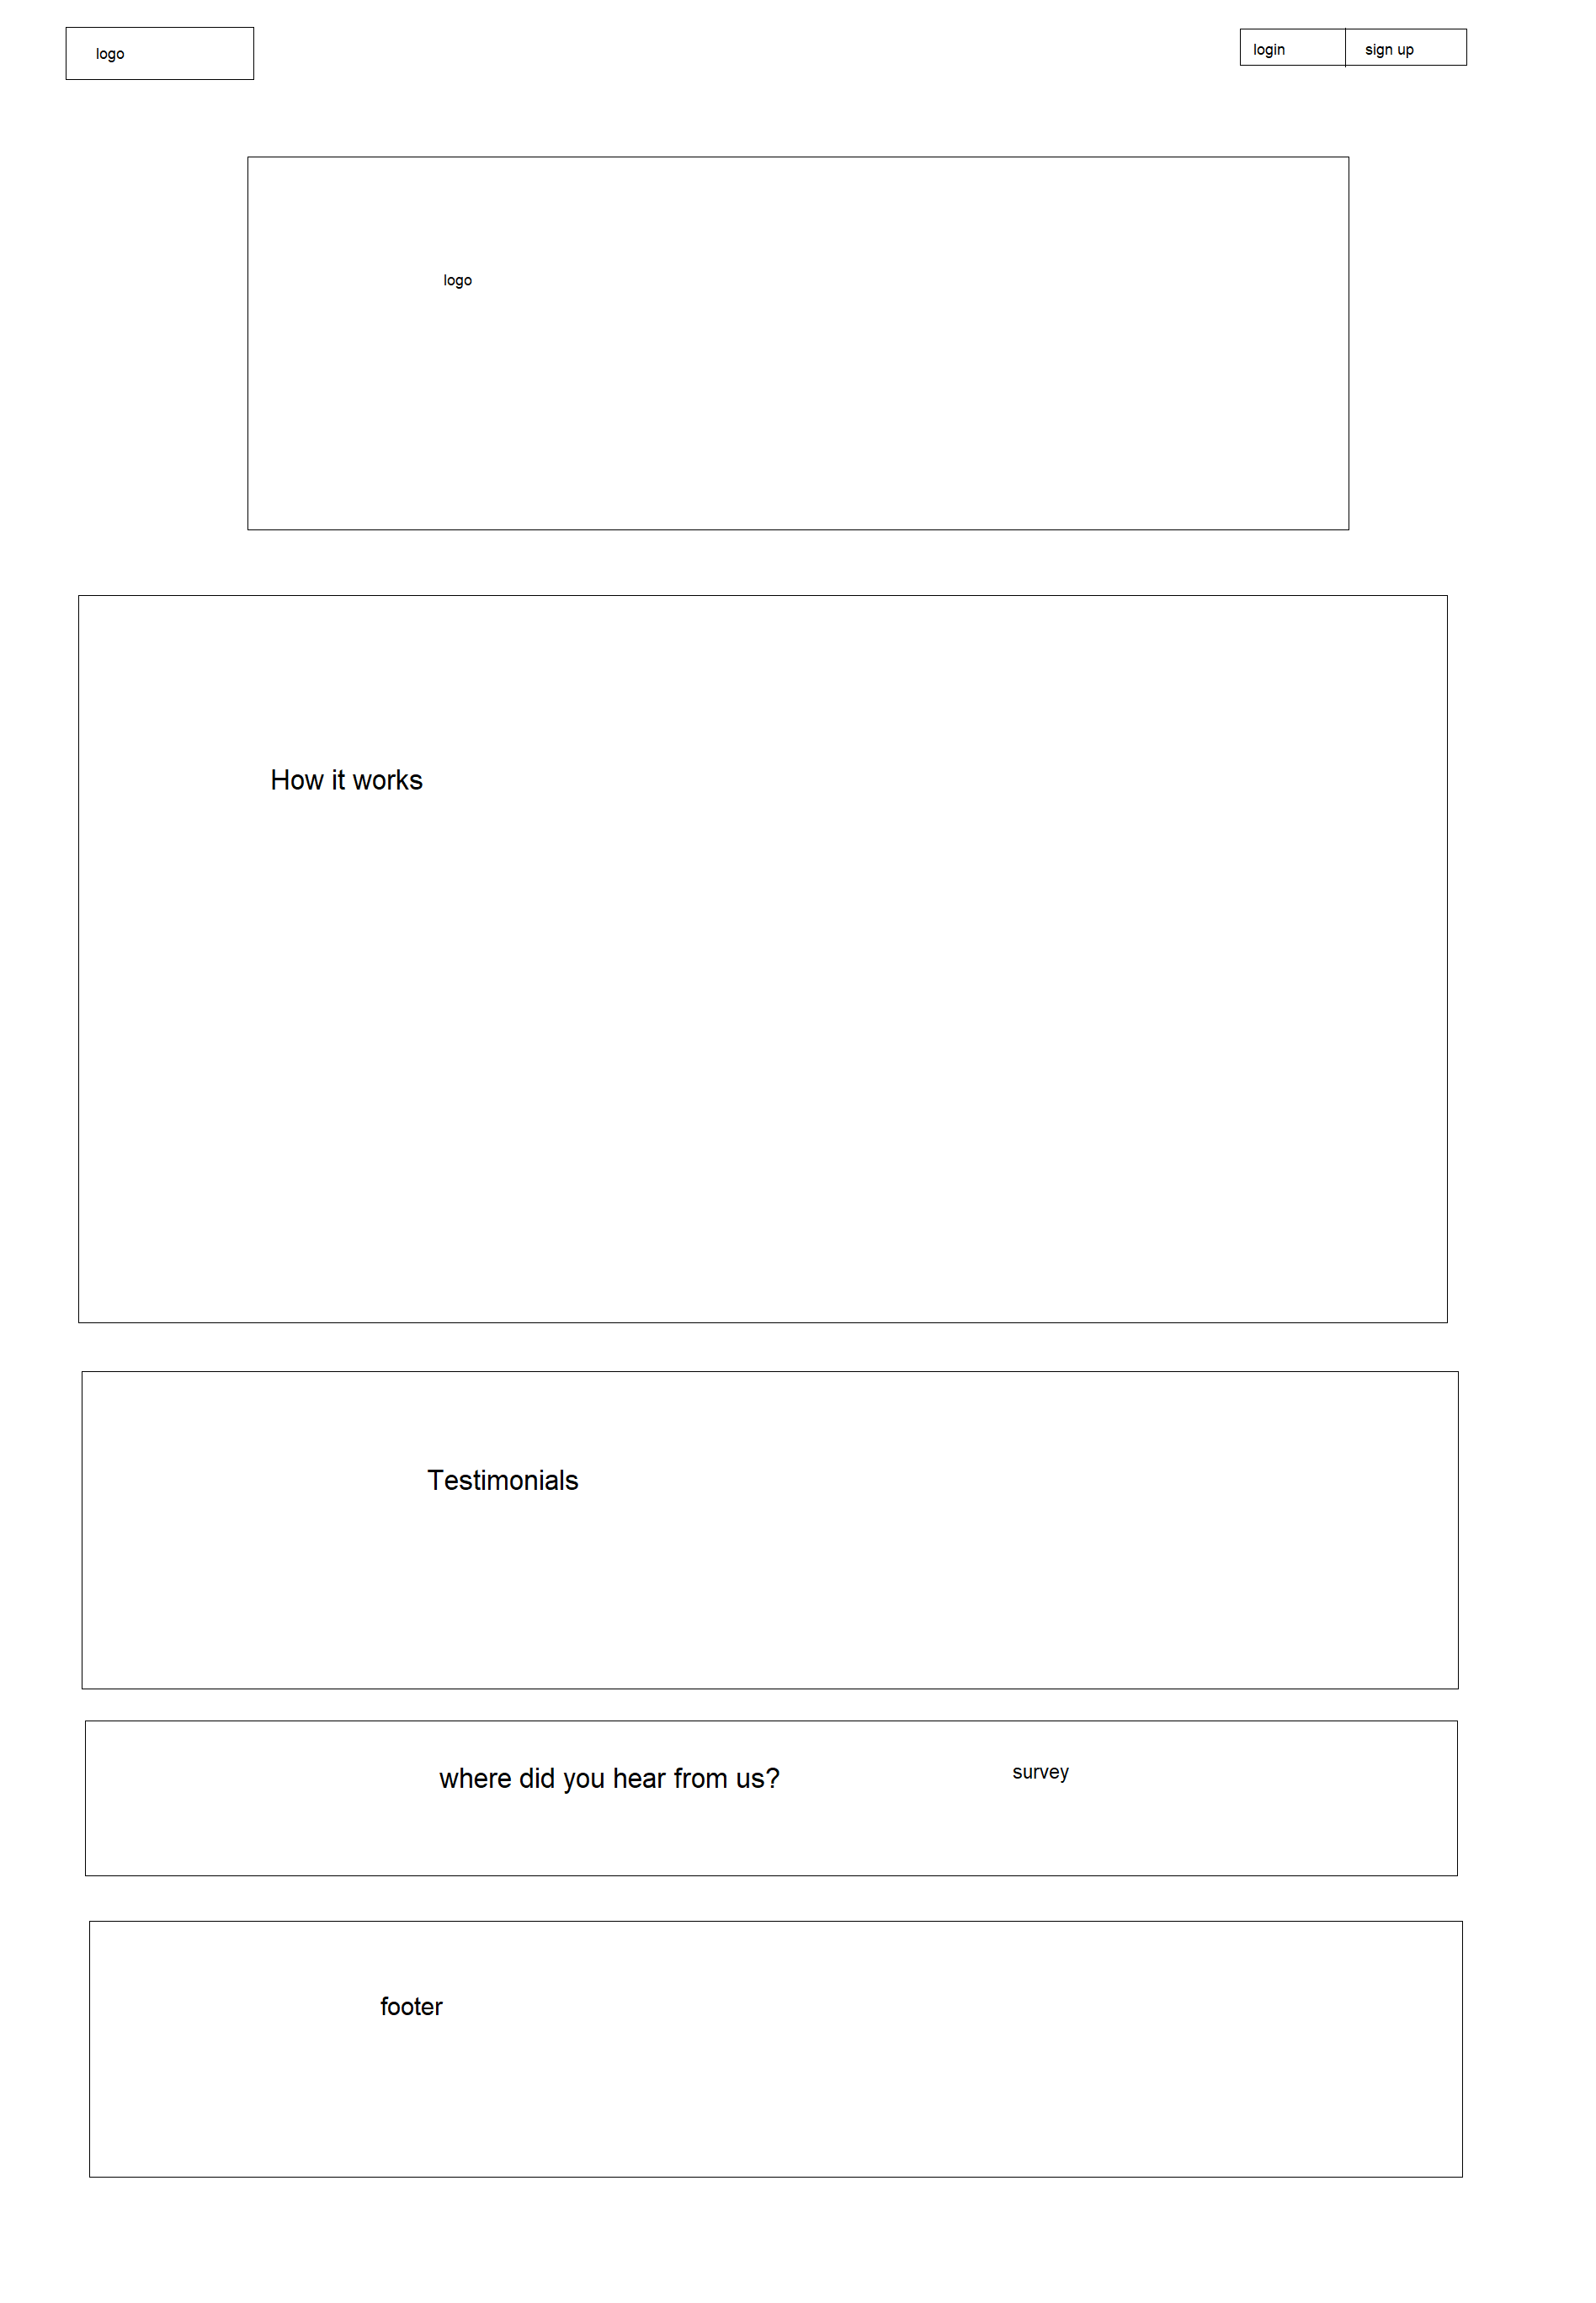 logo
login
sign up
logo
How it works
Testimonials
where did you hear from us?
survey
footer